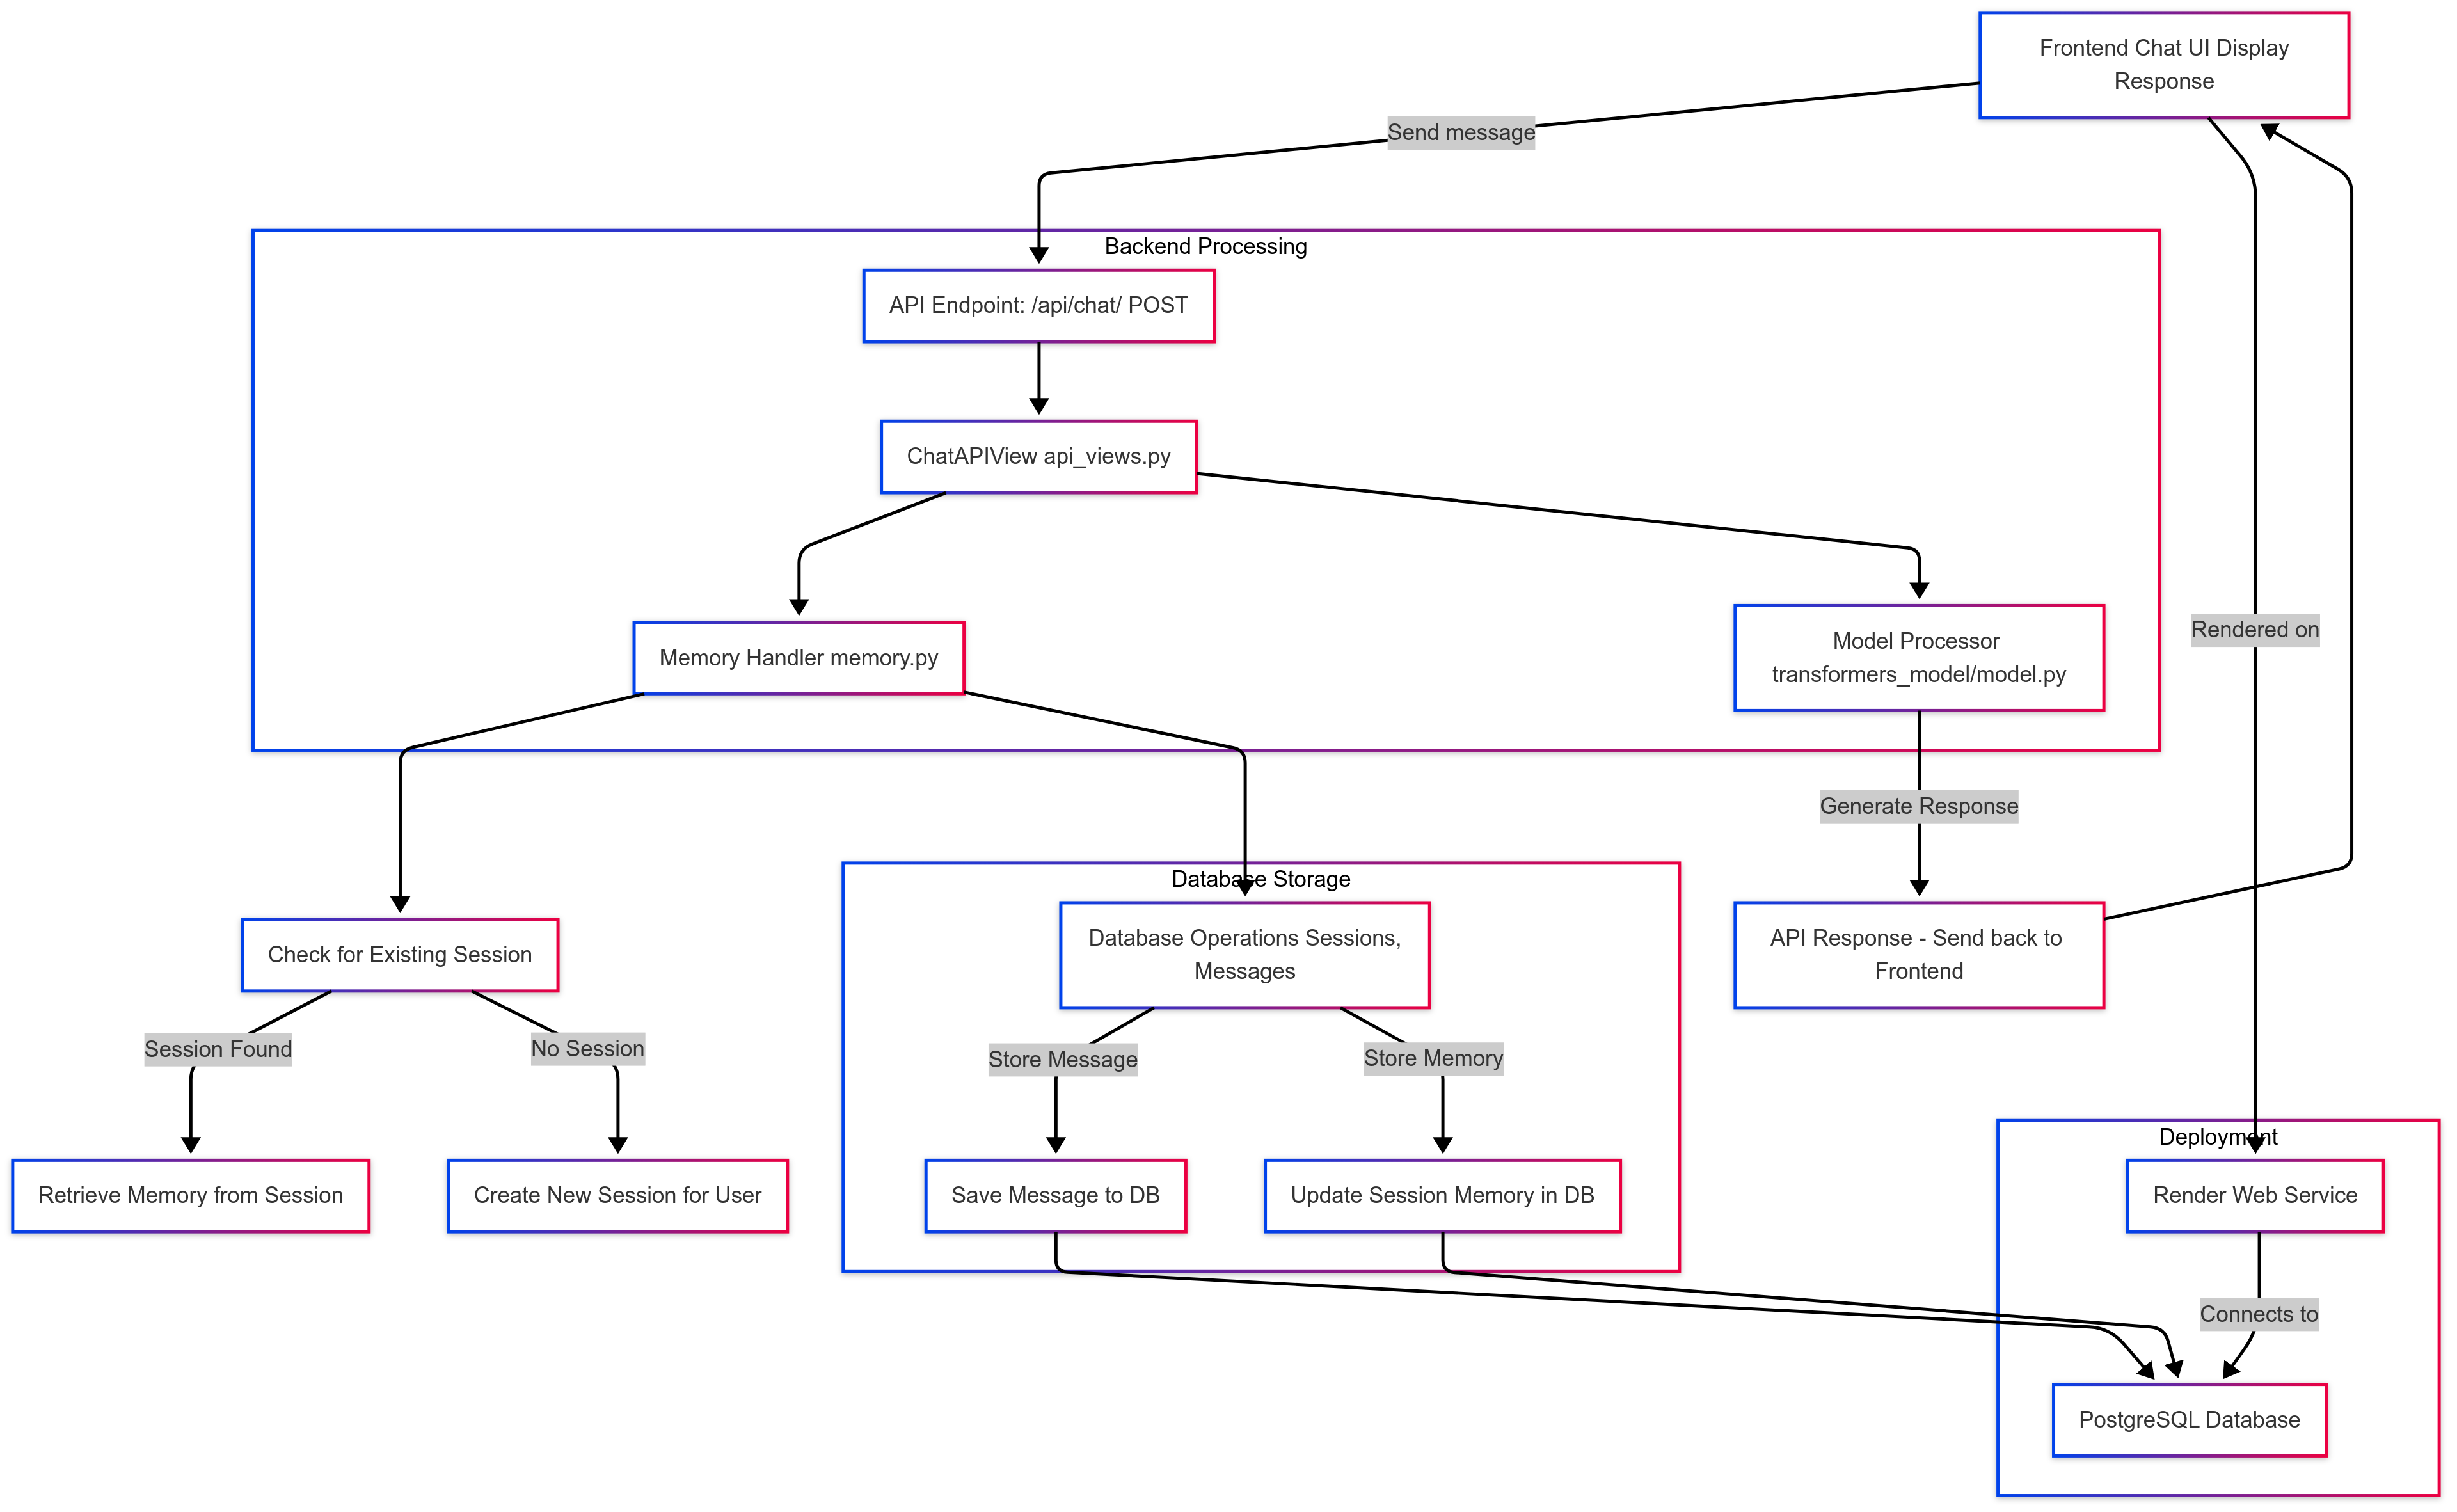 Frontend Chat UI Display
Response
Send message
Backend Processing
API Endpoint: /api/chat/ POST
ChatAPIView api_views.py
Memory Handler memory.py
Model Processor
transformers_model/model.py
Rendered on
Generate Response
Database Storage
Check for Existing Session
Database Operations Sessions,
Messages
API Response - Send back to
Frontend
Session Found
No Session
Store Message
Store Memory
Deployment
Retrieve Memory from Session
Create New Session for User
Save Message to DB
Update Session Memory in DB
Render Web Service
Connects to
PostgreSQL Database